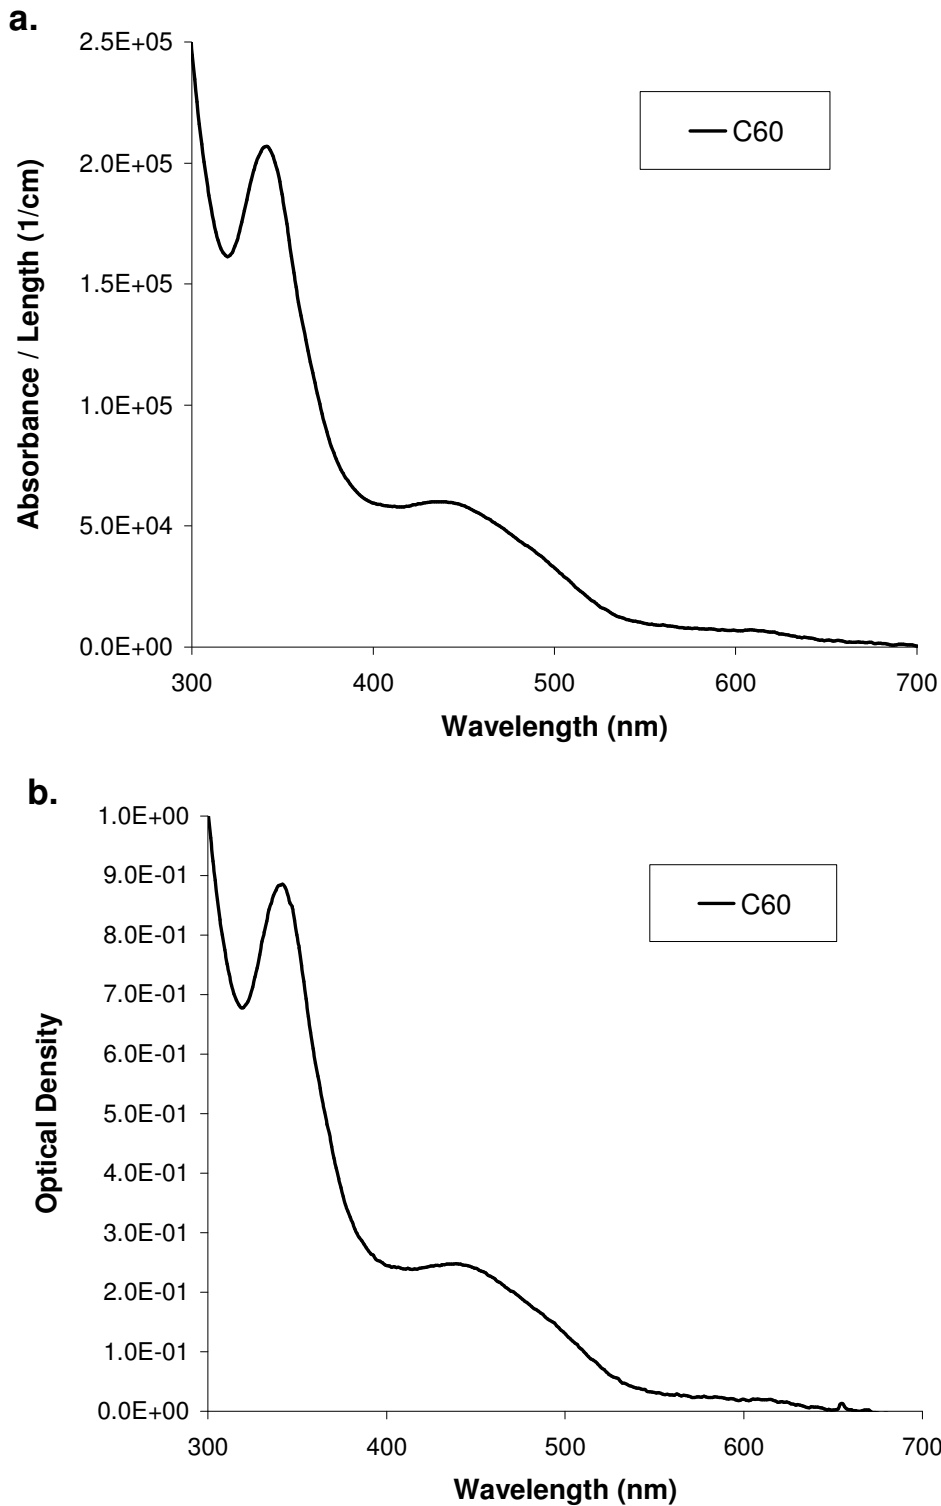 a.
2.5E+05
2.0E+05
1.5E+05
1.0E+05
5.0E+04
0.0E+00
Absorbance / Length (1/cm)
C60
300 400 500 600 700
Wavelength (nm)
b.
1.0E+00
9.0E-01
8.0E-01
7.0E-01
6.0E-01
5.0E-01
4.0E-01
3.0E-01
2.0E-01
1.0E-01
0.0E+00
Optical Density
C60
300 400 500 600 700
Wavelength (nm)